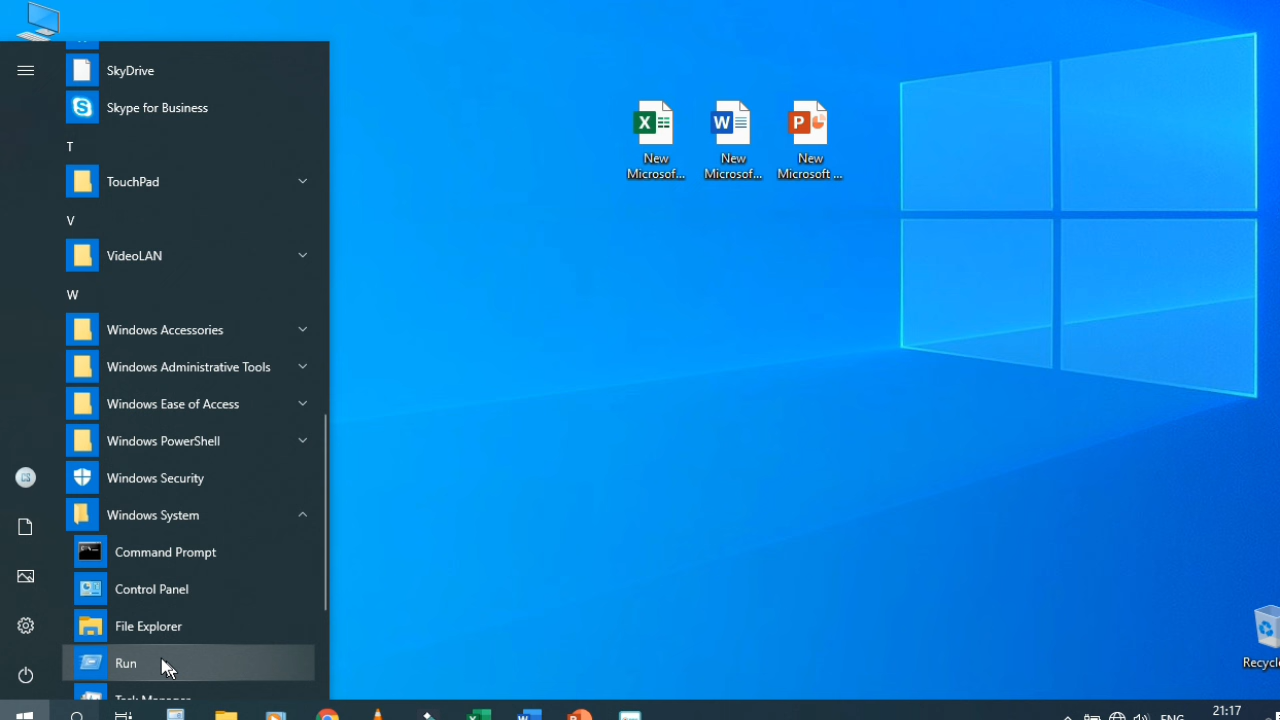 SkyDrive
Skype for Business
T
TouchPad
V
VideoLAN
W
Windows Accessories
Windows Administrative Tools
Windows Ease of Access
Windows PowerShell
Windows Security
Windows System
Command Prompt
Control Panel
File Explorer
Run
Task Manager
New
Microsof...
New
Microsof...
New
Microsoft ...
Recycle
21:17
ENG